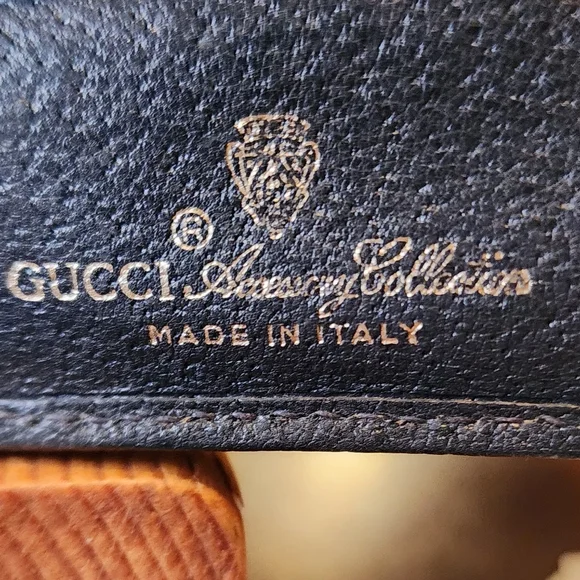 ®
GUCCI Accessory Collection
MADE IN ITALY